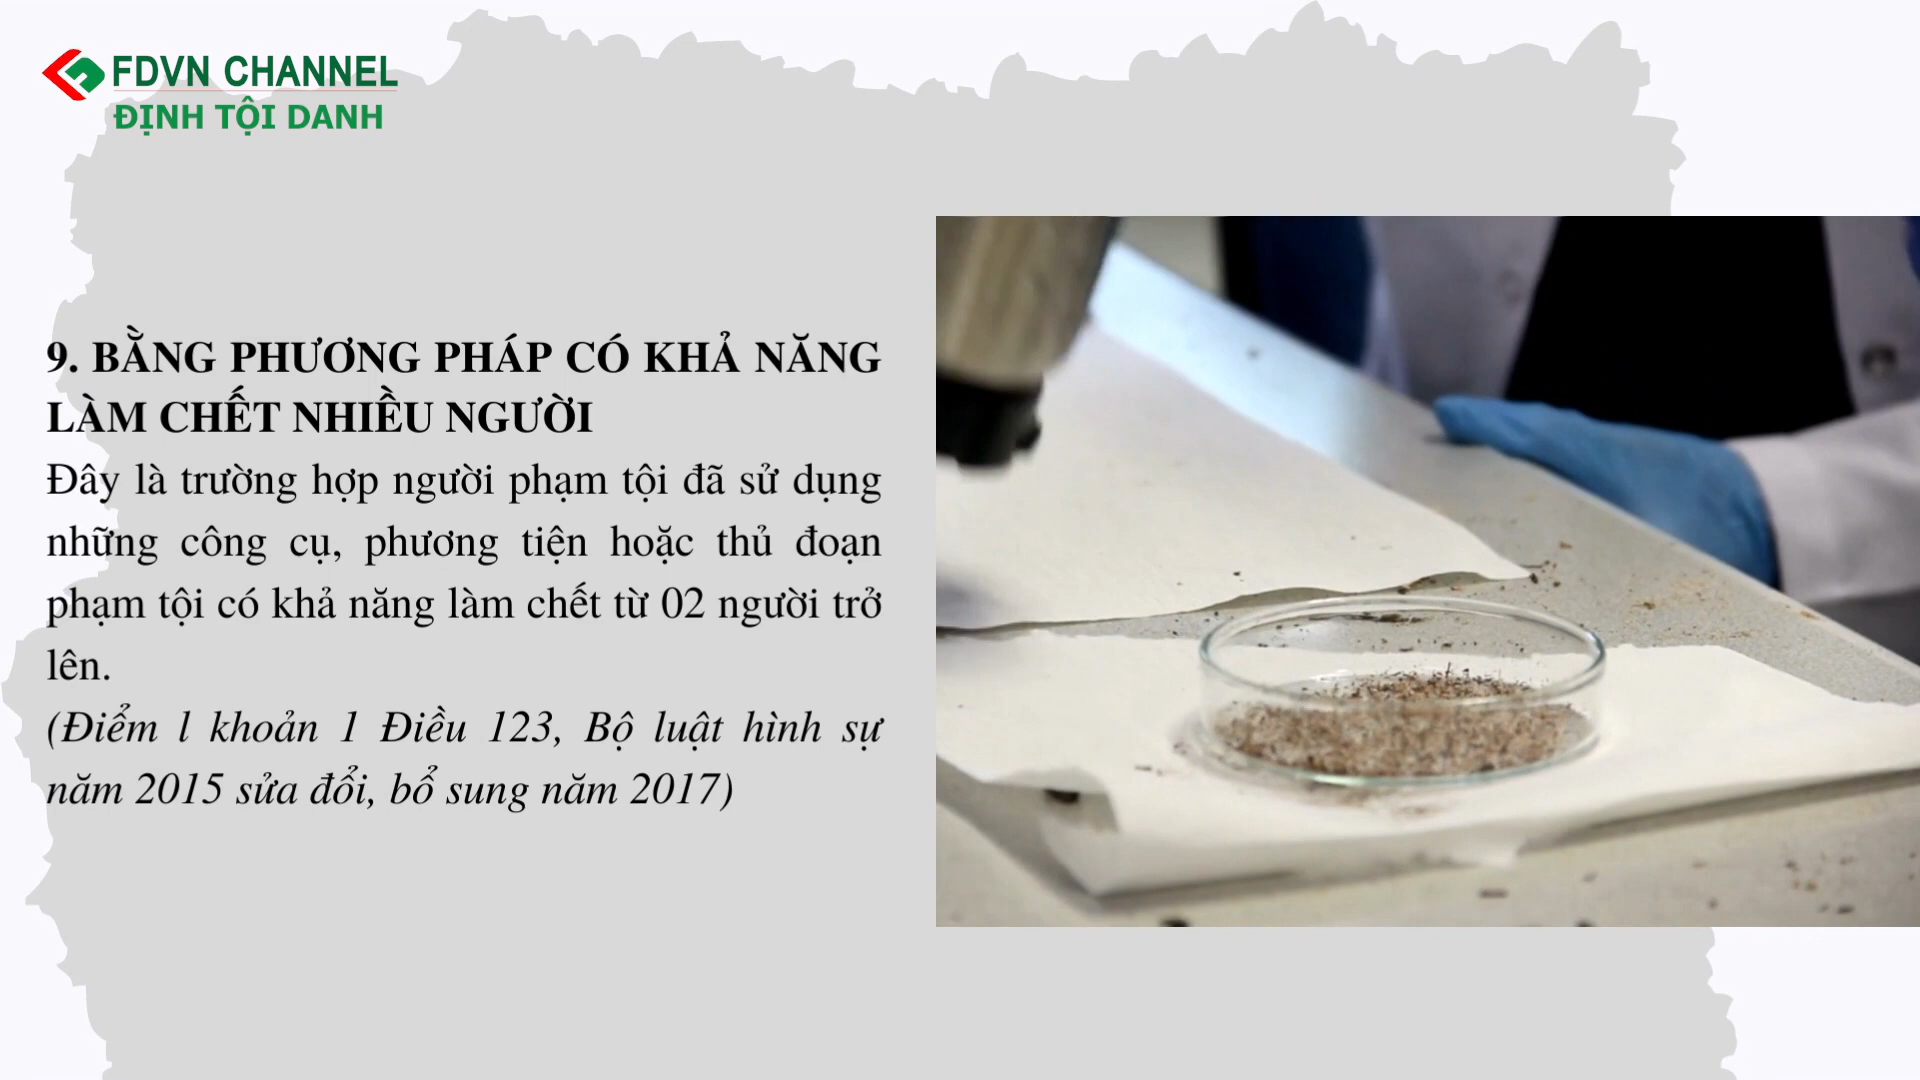 FDVN CHANNEL
ĐỊNH TỘI DANH
9. BẰNG PHƯƠNG PHÁP CÓ KHẢ NĂNG
LÀM CHẾT NHIỀU NGƯỜI
Đây là trường hợp người phạm tội đã sử dụng
những công cụ, phương tiện hoặc thủ đoạn
phạm tội có khả năng làm chết từ 02 người trở
lên.
(Điểm l khoản 1 Điều 123, Bộ luật hình sự
năm 2015 sửa đổi, bổ sung năm 2017)